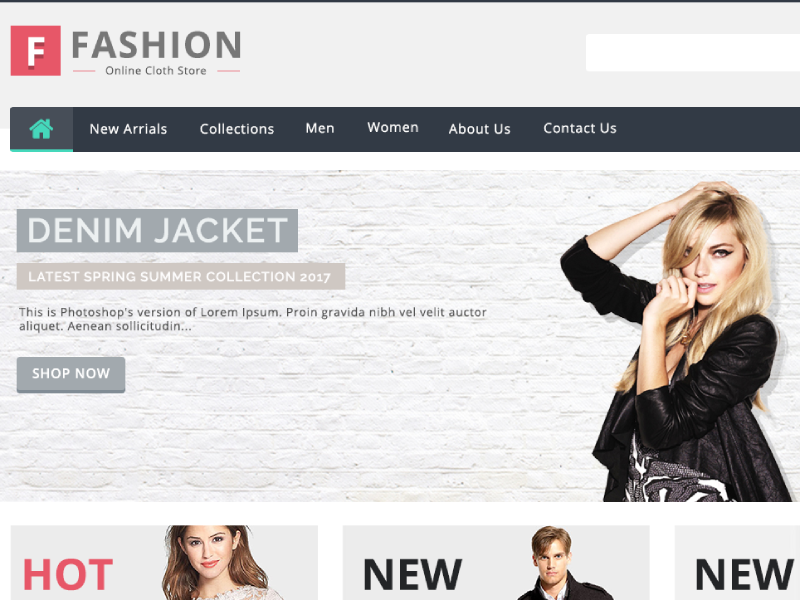 F
FASHION
Online Cloth Store
New Arrials
Collections
Men
Women
About Us
Contact Us
DENIM JACKET
LATEST SPRING SUMMER COLLECTION 2017
This is Photoshop's version of Lorem Ipsum. Proin gravida nibh vel velit auctor
aliquet. Aenean sollicitudin...
SHOP NOW
HOT
NEW
NEW